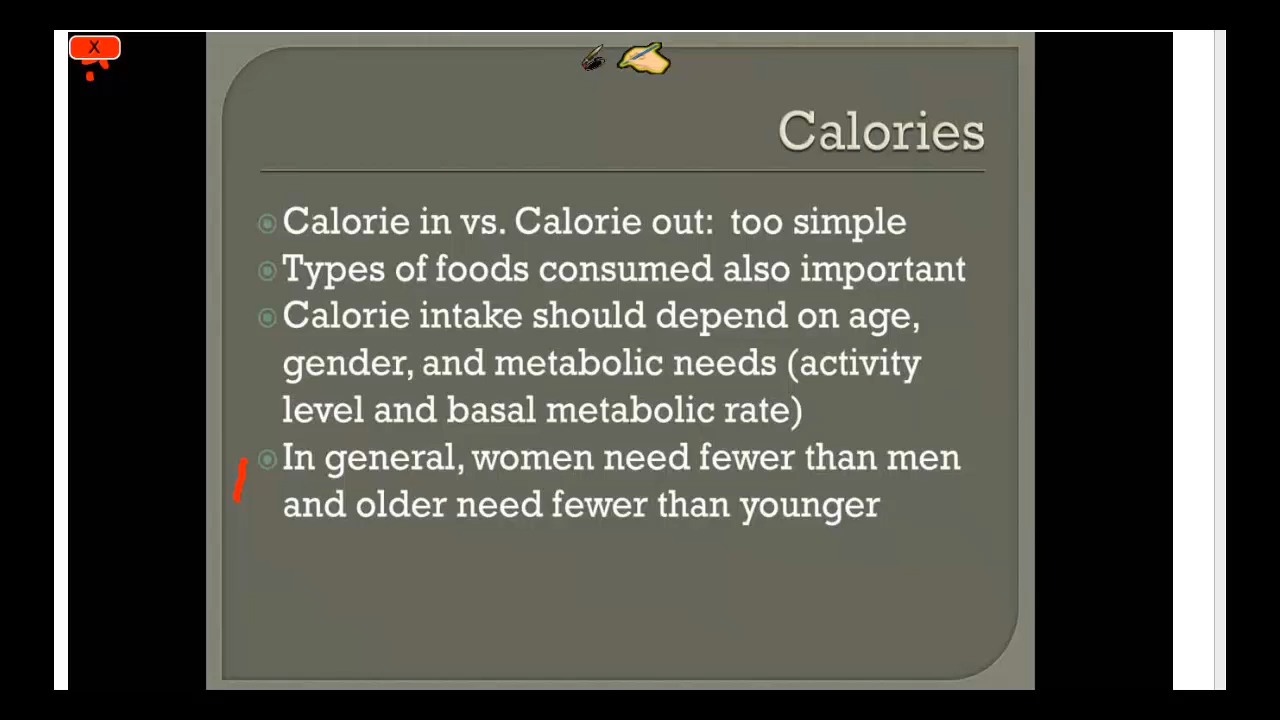 X
Calories
Calorie in vs. Calorie out:  too simple
Types of foods consumed also important
Calorie intake should depend on age,
gender, and metabolic needs (activity
level and basal metabolic rate)
In general, women need fewer than men
and older need fewer than younger